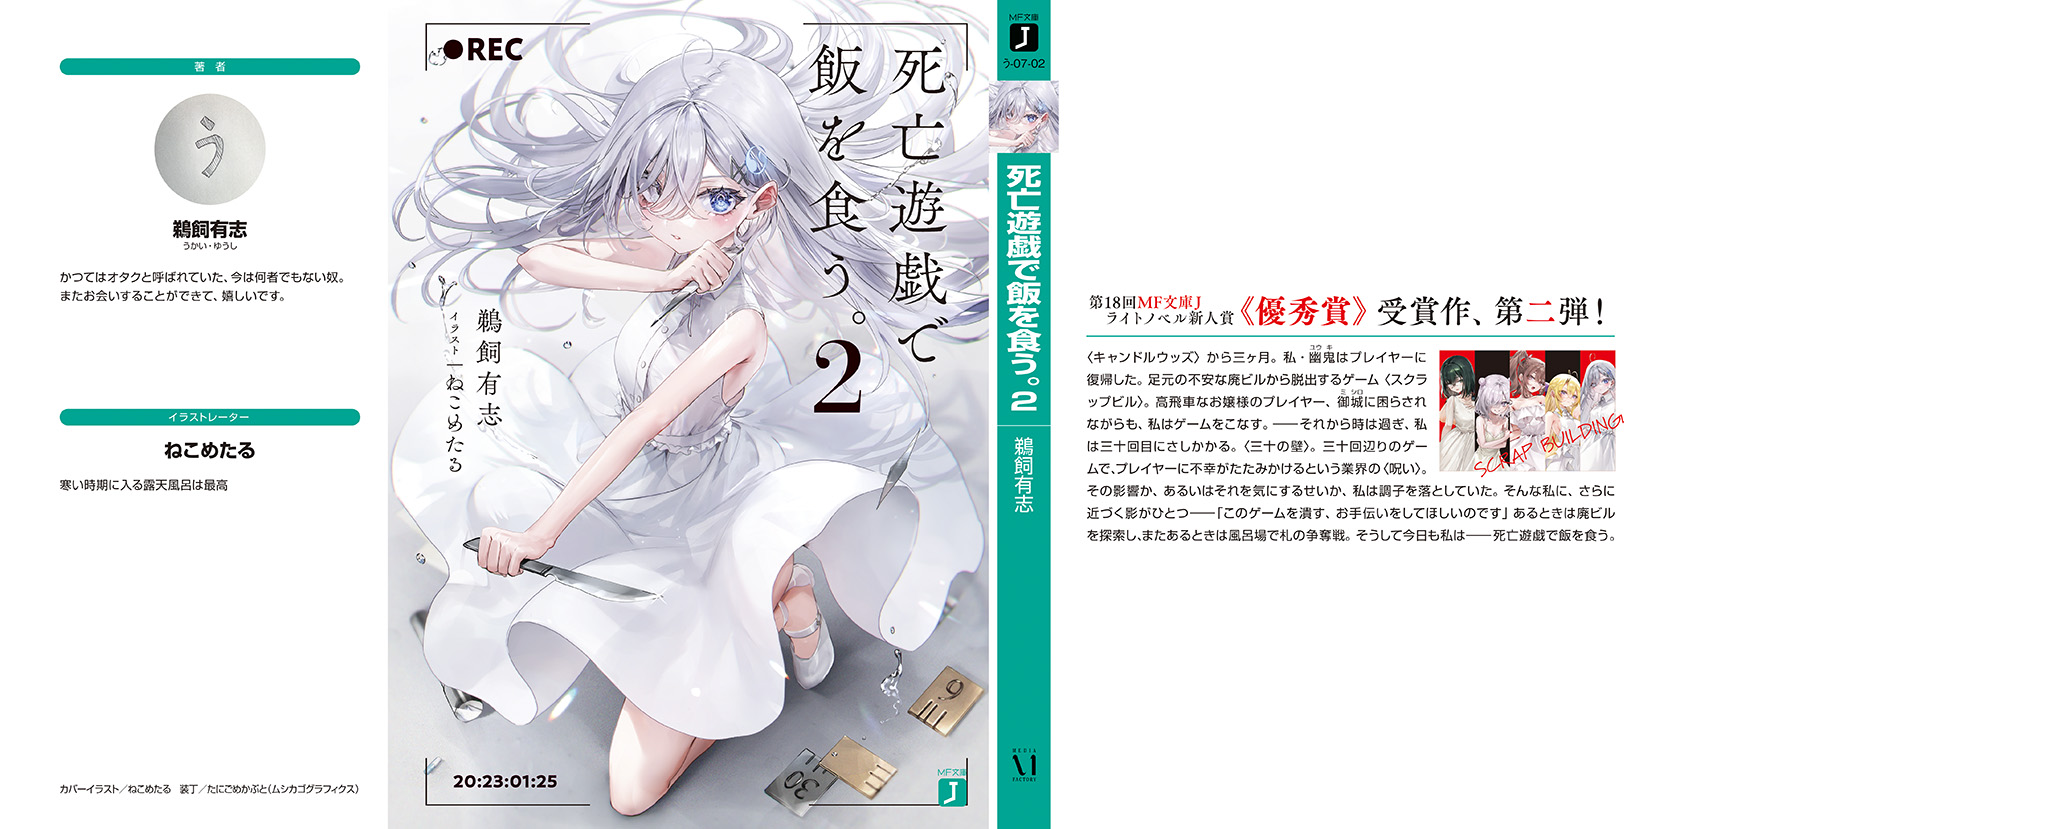 著 者
う
鵜飼有志
うかい・ゆうし
かつてはオタクと呼ばれていた、今は何者でもない奴。
またお会いすることができて、嬉しいです。
イラストレーター
ねこめたる
寒い時期に入る露天風呂は最高
カバーイラスト／ねこめたる 装丁／たにごめかぶと(ムシカゴグラフィクス)
●REC
死亡遊戯で
飯を食う。2
鵜飼有志
イラスト｜ねこめたる
9
30
20:23:01:25
MF文庫
J
MF文庫
J
う-07-02
死亡遊戯で飯を食う。2
鵜飼有志
MEDIA
FACTORY
第18回MF文庫J
ライトノベル新人賞《優秀賞》受賞作、第二弾！
〈キャンドルウッズ〉から三ヶ月。私・幽鬼はプレイヤーに
ユウ キ
復帰した。足元の不安な廃ビルから脱出するゲーム〈スクラ
ップビル〉。高飛車なお嬢様のプレイヤー、御城に困らされ
ミ シロ
ながらも、私はゲームをこなす。――それから時は過ぎ、私
は三十回目にさしかかる。〈三十の壁〉。三十回辺りのゲー
ムで、プレイヤーに不幸がたたみかけるという業界の〈呪い〉。
その影響か、あるいはそれを気にするせいか、私は調子を落としていた。そんな私に、さらに
近づく影がひとつ――「このゲームを潰す、お手伝いをしてほしいのです」あるときは廃ビル
を探索し、またあるときは風呂場で札の争奪戦。そうして今日も私は――死亡遊戯で飯を食う。
SCRAP BUILDING!